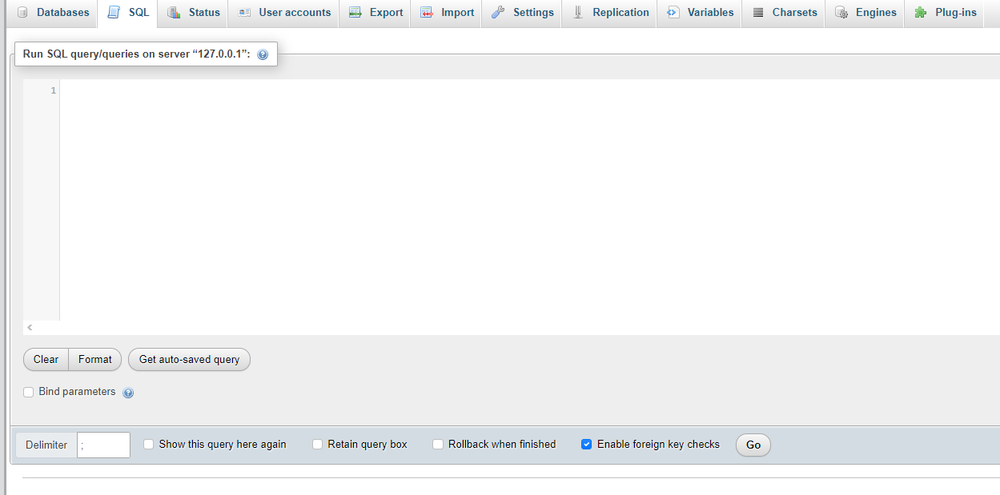 Databases SQL Status User accounts Export Import Settings Replication Variables Charsets Engines Plug-ins
Run SQL query/queries on server “127.0.0.1”:
1
Clear Format Get auto-saved query
Bind parameters
Delimiter ; Show this query here again Retain query box Rollback when finished Enable foreign key checks Go